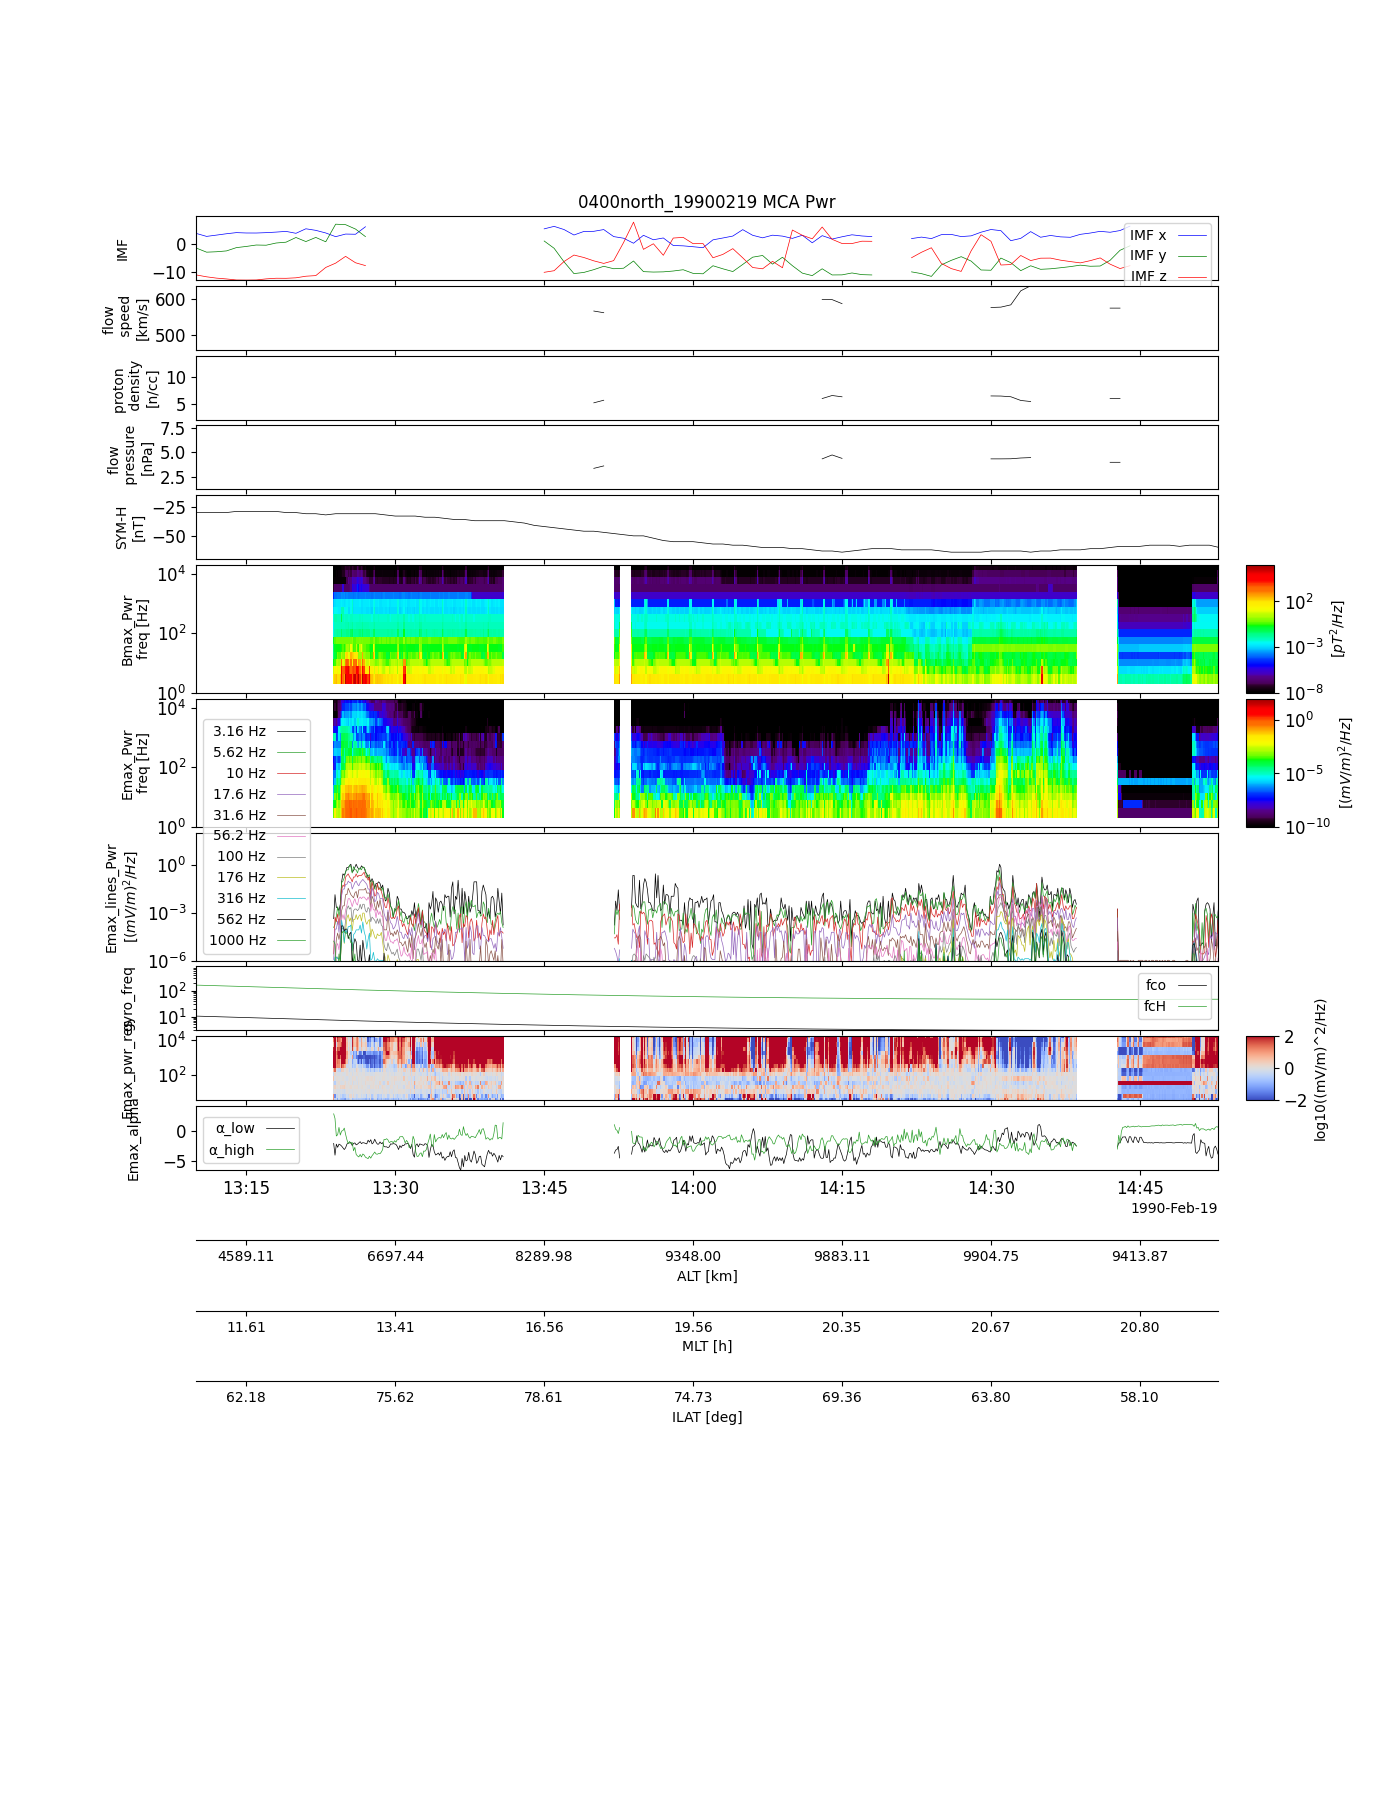 0400north_19900219 MCA Pwr
IMF
0
−10
IMF x
IMF y
IMF z
flow
speed
[km/s]
600
500
proton
density
[n/cc]
10
5
flow
pressure
[nPa]
7.5
5.0
2.5
SYM-H
[nT]
−25
−50
Bmax_Pwr
freq [Hz]
10^4
10^2
10^0
10^2
10^−3
10^−8
[pT^2/Hz]
Emax_Pwr
freq [Hz]
10^4
10^2
10^0
10^0
10^−5
10^−10
[(mV/m)^2/Hz]
3.16 Hz
5.62 Hz
10 Hz
17.6 Hz
31.6 Hz
56.2 Hz
100 Hz
176 Hz
316 Hz
562 Hz
1000 Hz
Emax_lines_Pwr
[(mV/m)^2/Hz]
10^0
10^−3
10^−6
gyro_freq
10^2
10^1
fco
fcH
Emax_pwr_reg
10^4
10^2
2
0
−2
log10((mV/m)^2/Hz)
Emax_alpha
0
−5
α_low
α_high
13:15 13:30 13:45 14:00 14:15 14:30 14:45
1990-Feb-19
4589.11 6697.44 8289.98 9348.00 9883.11 9904.75 9413.87
ALT [km]
11.61 13.41 16.56 19.56 20.35 20.67 20.80
MLT [h]
62.18 75.62 78.61 74.73 69.36 63.80 58.10
ILAT [deg]